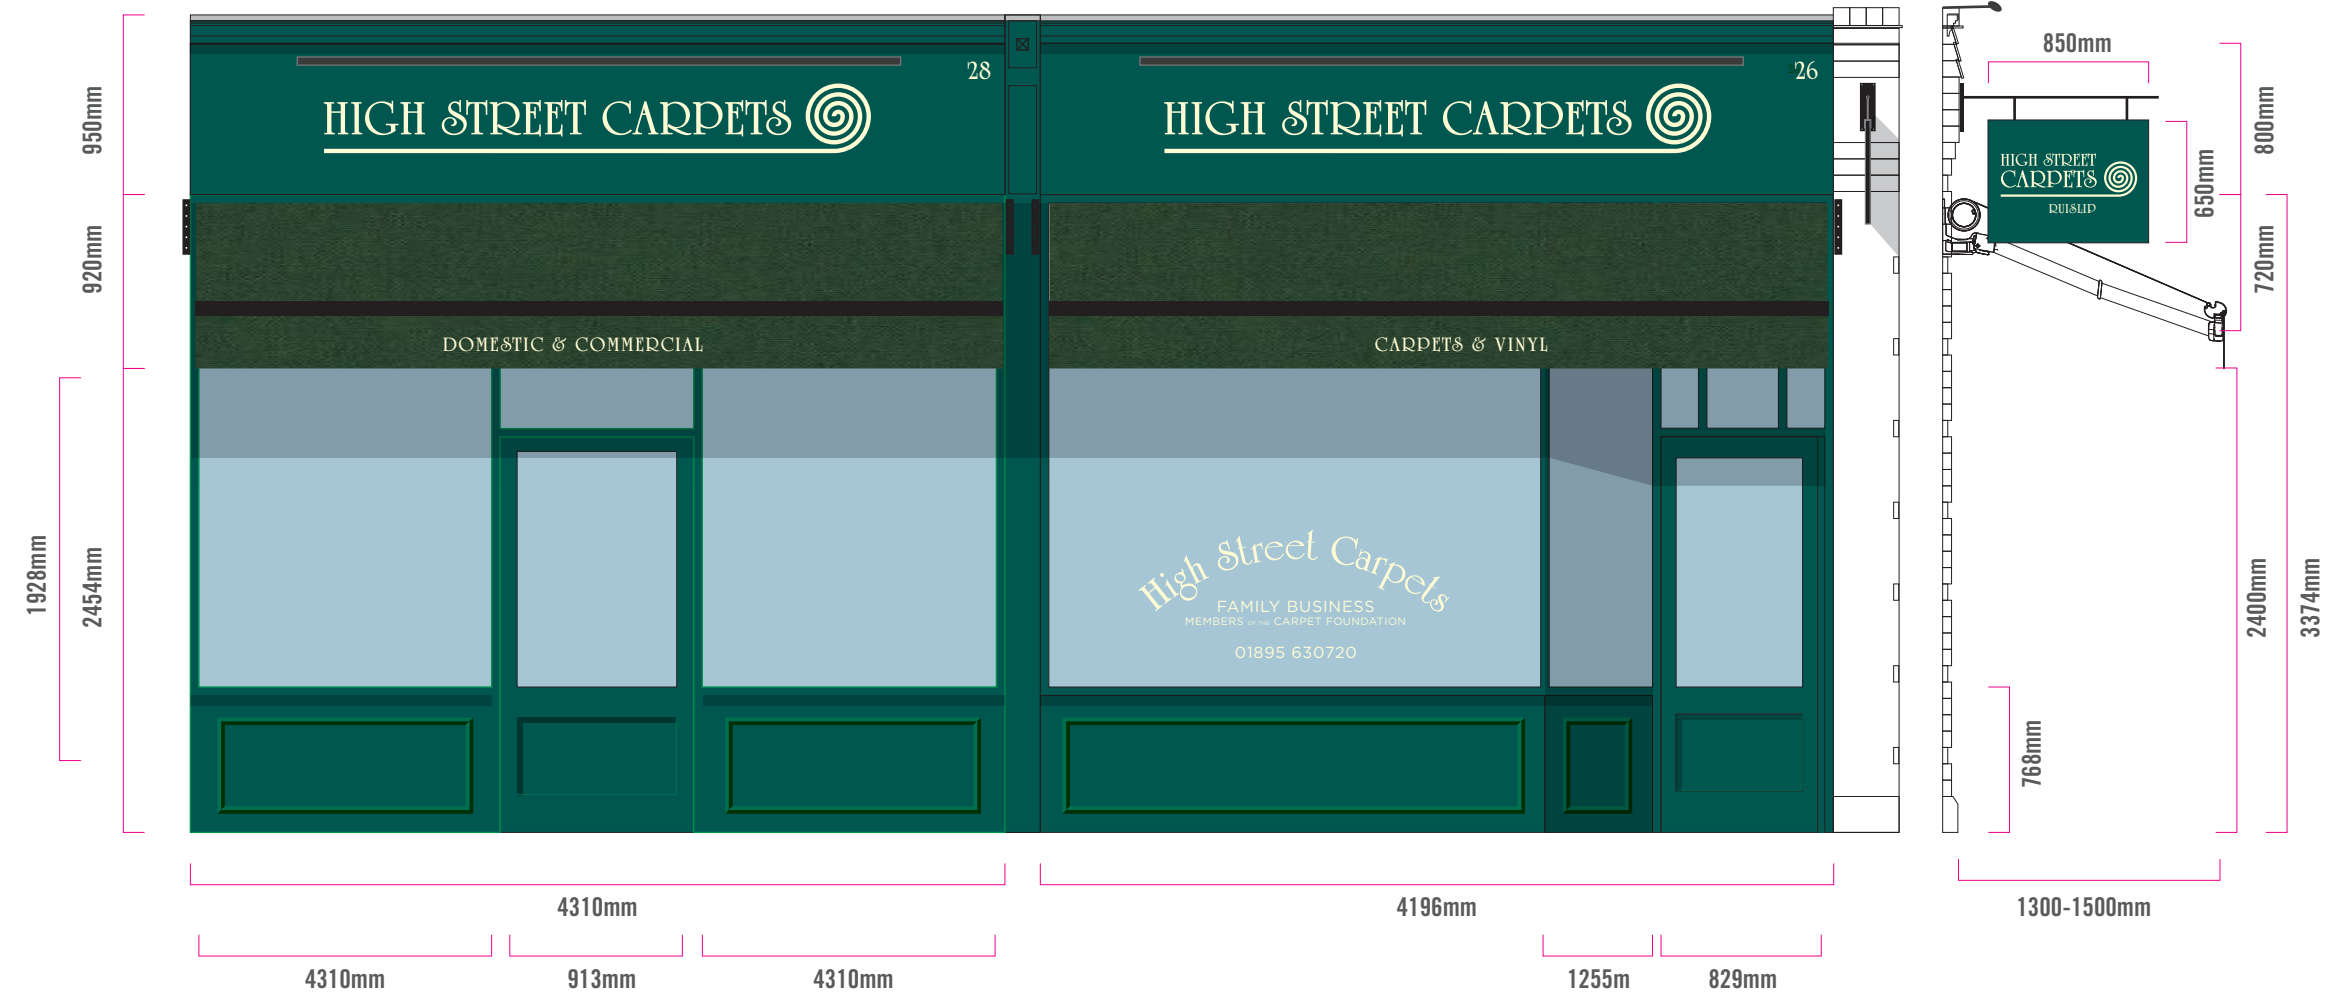 850mm
28
26
HIGH STREET CARPETS
HIGH STREET CARPETS
950mm
800mm
650mm
HIGH STREET
CARPETS
RUISLIP
920mm
720mm
DOMESTIC & COMMERCIAL
CARPETS & VINYL
1928mm
2454mm
High Street Carpets
FAMILY BUSINESS
MEMBERS OF THE CARPET FOUNDATION
01895 630720
2400mm
3374mm
768mm
4310mm
4196mm
1300-1500mm
4310mm
913mm
4310mm
1255m
829mm